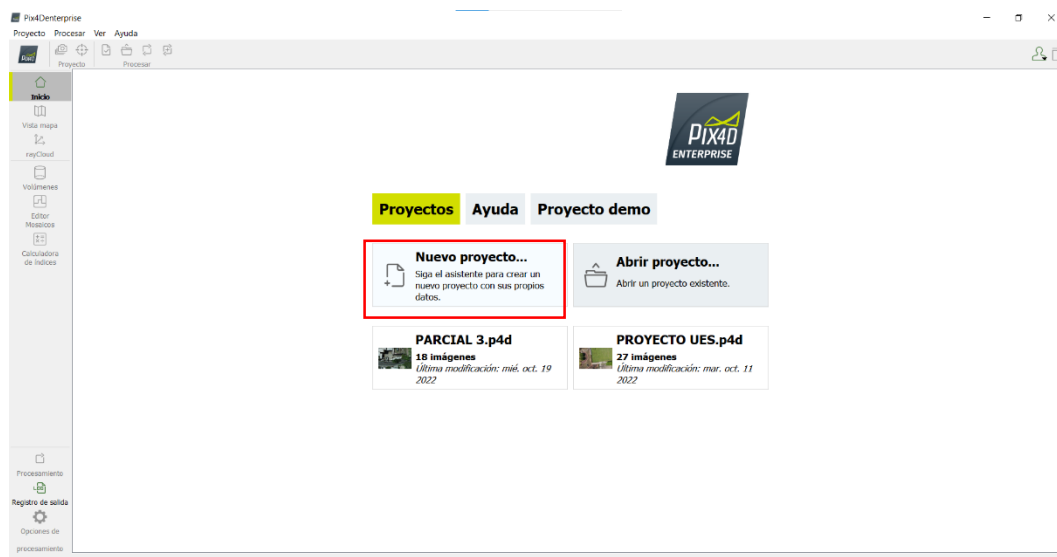 Pix4Denterprise
Proyecto Procesar Ver Ayuda
Proyecto Procesar
Inicio
Vista mapa
rayCloud
Volúmenes
Editor
Mosaicos
Calculadora
de índices
Procesamiento
Registro de salida
Opciones de
procesamiento
PIX4D
ENTERPRISE
Proyectos Ayuda Proyecto demo
Nuevo proyecto...
Siga el asistente para crear un
nuevo proyecto con sus propios
datos.
Abrir proyecto...
Abrir un proyecto existente.
PARCIAL 3.p4d
18 imágenes
Última modificación: mié. oct. 19
2022
PROYECTO UES.p4d
27 imágenes
Última modificación: mar. oct. 11
2022